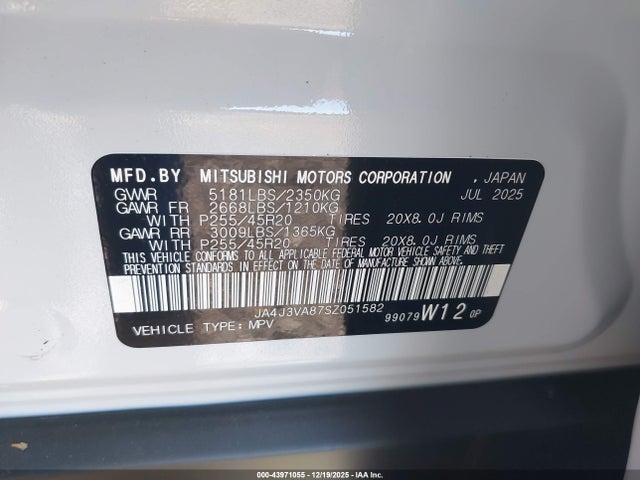 MFD.BY MITSUBISHI MOTORS CORPORATION . JAPAN
GVWR 5181LBS/2350KG JUL 2025
GAWR FR 2668LBS/1210KG
WITH P255/45R20 TIRES 20X8.0J RIMS
GAWR RR 3009LBS/1365KG
WITH P255/45R20 TIRES 20X8.0J RIMS
THIS VEHICLE CONFORMS TO ALL APPLICABLE FEDERAL MOTOR VEHICLE SAFETY AND THEFT
PREVENTION STANDARDS IN EFFECT ON THE DATE OF MANUFACTURE SHOWN ABOVE.
JA4J3VA87SZ051582
VEHICLE TYPE: MPV 99079 W12 0P
000-43971055 - 12/19/2025 - IAA Inc.